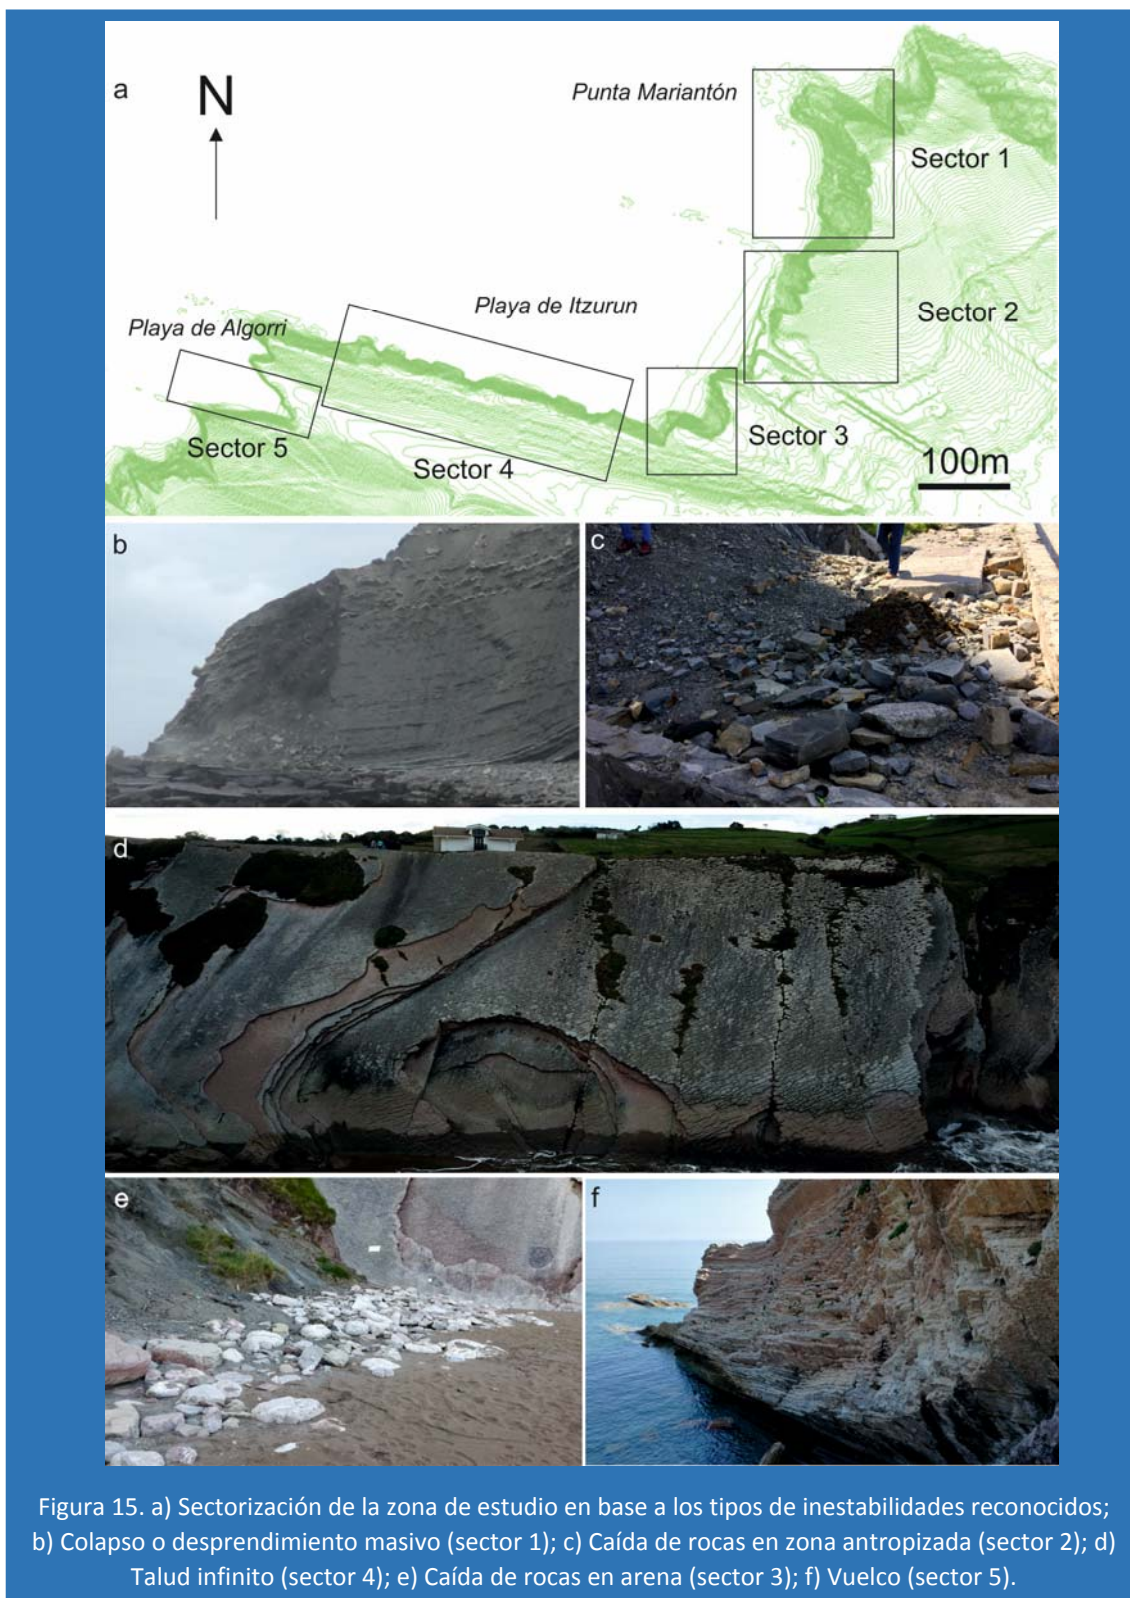 a
N
Punta Mariantón
Sector 1
Playa de Itzurun
Sector 2
Playa de Algorri
Sector 5
Sector 4
Sector 3
100m
b
c
d
e
f
Figura 15. a) Sectorización de la zona de estudio en base a los tipos de inestabilidades reconocidos;
b) Colapso o desprendimiento masivo (sector 1); c) Caída de rocas en zona antropizada (sector 2); d)
Talud infinito (sector 4); e) Caída de rocas en arena (sector 3); f) Vuelco (sector 5).